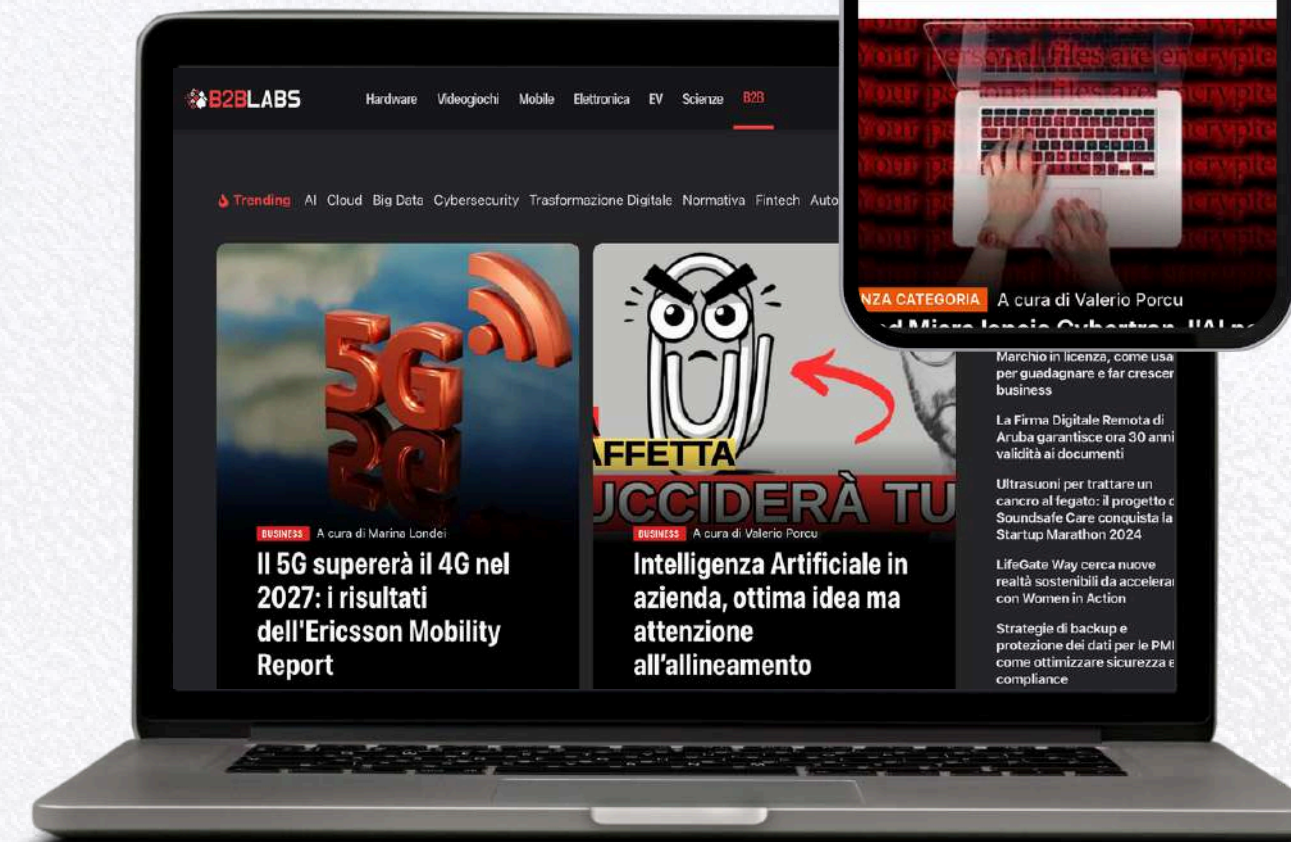 Your personal files are encrypte
B2BLABS
Hardware Videogiochi Mobile Elettronica EV Scienze B2B
Trending AI Cloud Big Data Cybersecurity Trasformazione Digitale Normativa Fintech Auto
NZA CATEGORIA A cura di Valerio Porcu
AFFETTA
UCCIDERÀ TU
5G
BUSINESS A cura di Marina Londei
Il 5G supererà il 4G nel
2027: i risultati
dell'Ericsson Mobility
Report
BUSINESS A cura di Valerio Porcu
Intelligenza Artificiale in
azienda, ottima idea ma
attenzione
all'allineamento
Marchio in licenza, come usa
per guadagnare e far crescer
business
La Firma Digitale Remota di
Aruba garantisce ora 30 anni
validità ai documenti
Ultrasuoni per trattare un
cancro al fegato: il progetto d
Soundsafe Care conquista la
Startup Marathon 2024
LifeGate Way cerca nuove
realtà sostenibili da accelerar
con Women in Action
Strategie di backup e
protezione dei dati per le PMI
come ottimizzare sicurezza e
compliance